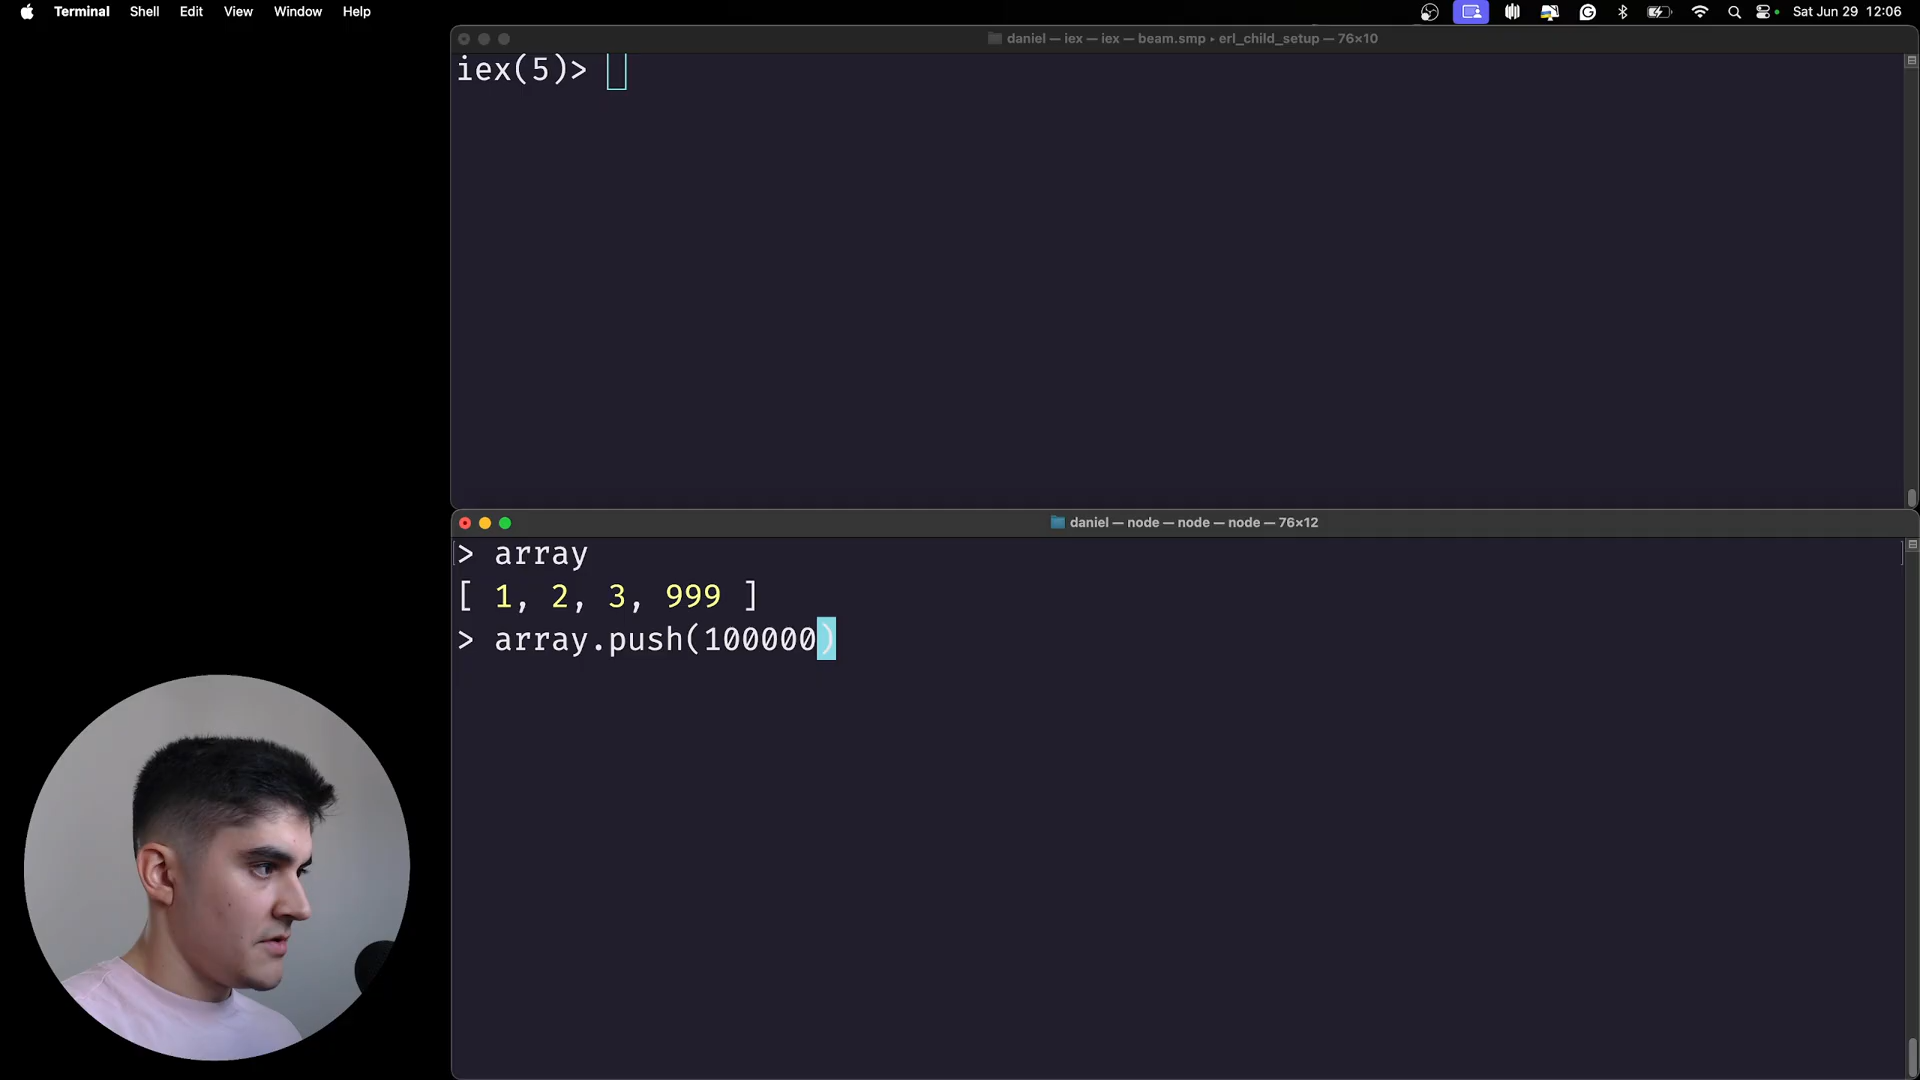 Terminal Shell Edit View Window Help Sat Jun 29 12:06
daniel — iex — iex — beam.smp ▸ erl_child_setup — 76×10
iex(5)>
daniel — node — node — node — 76×12
> array
[ 1, 2, 3, 999 ]
> array.push(100000)